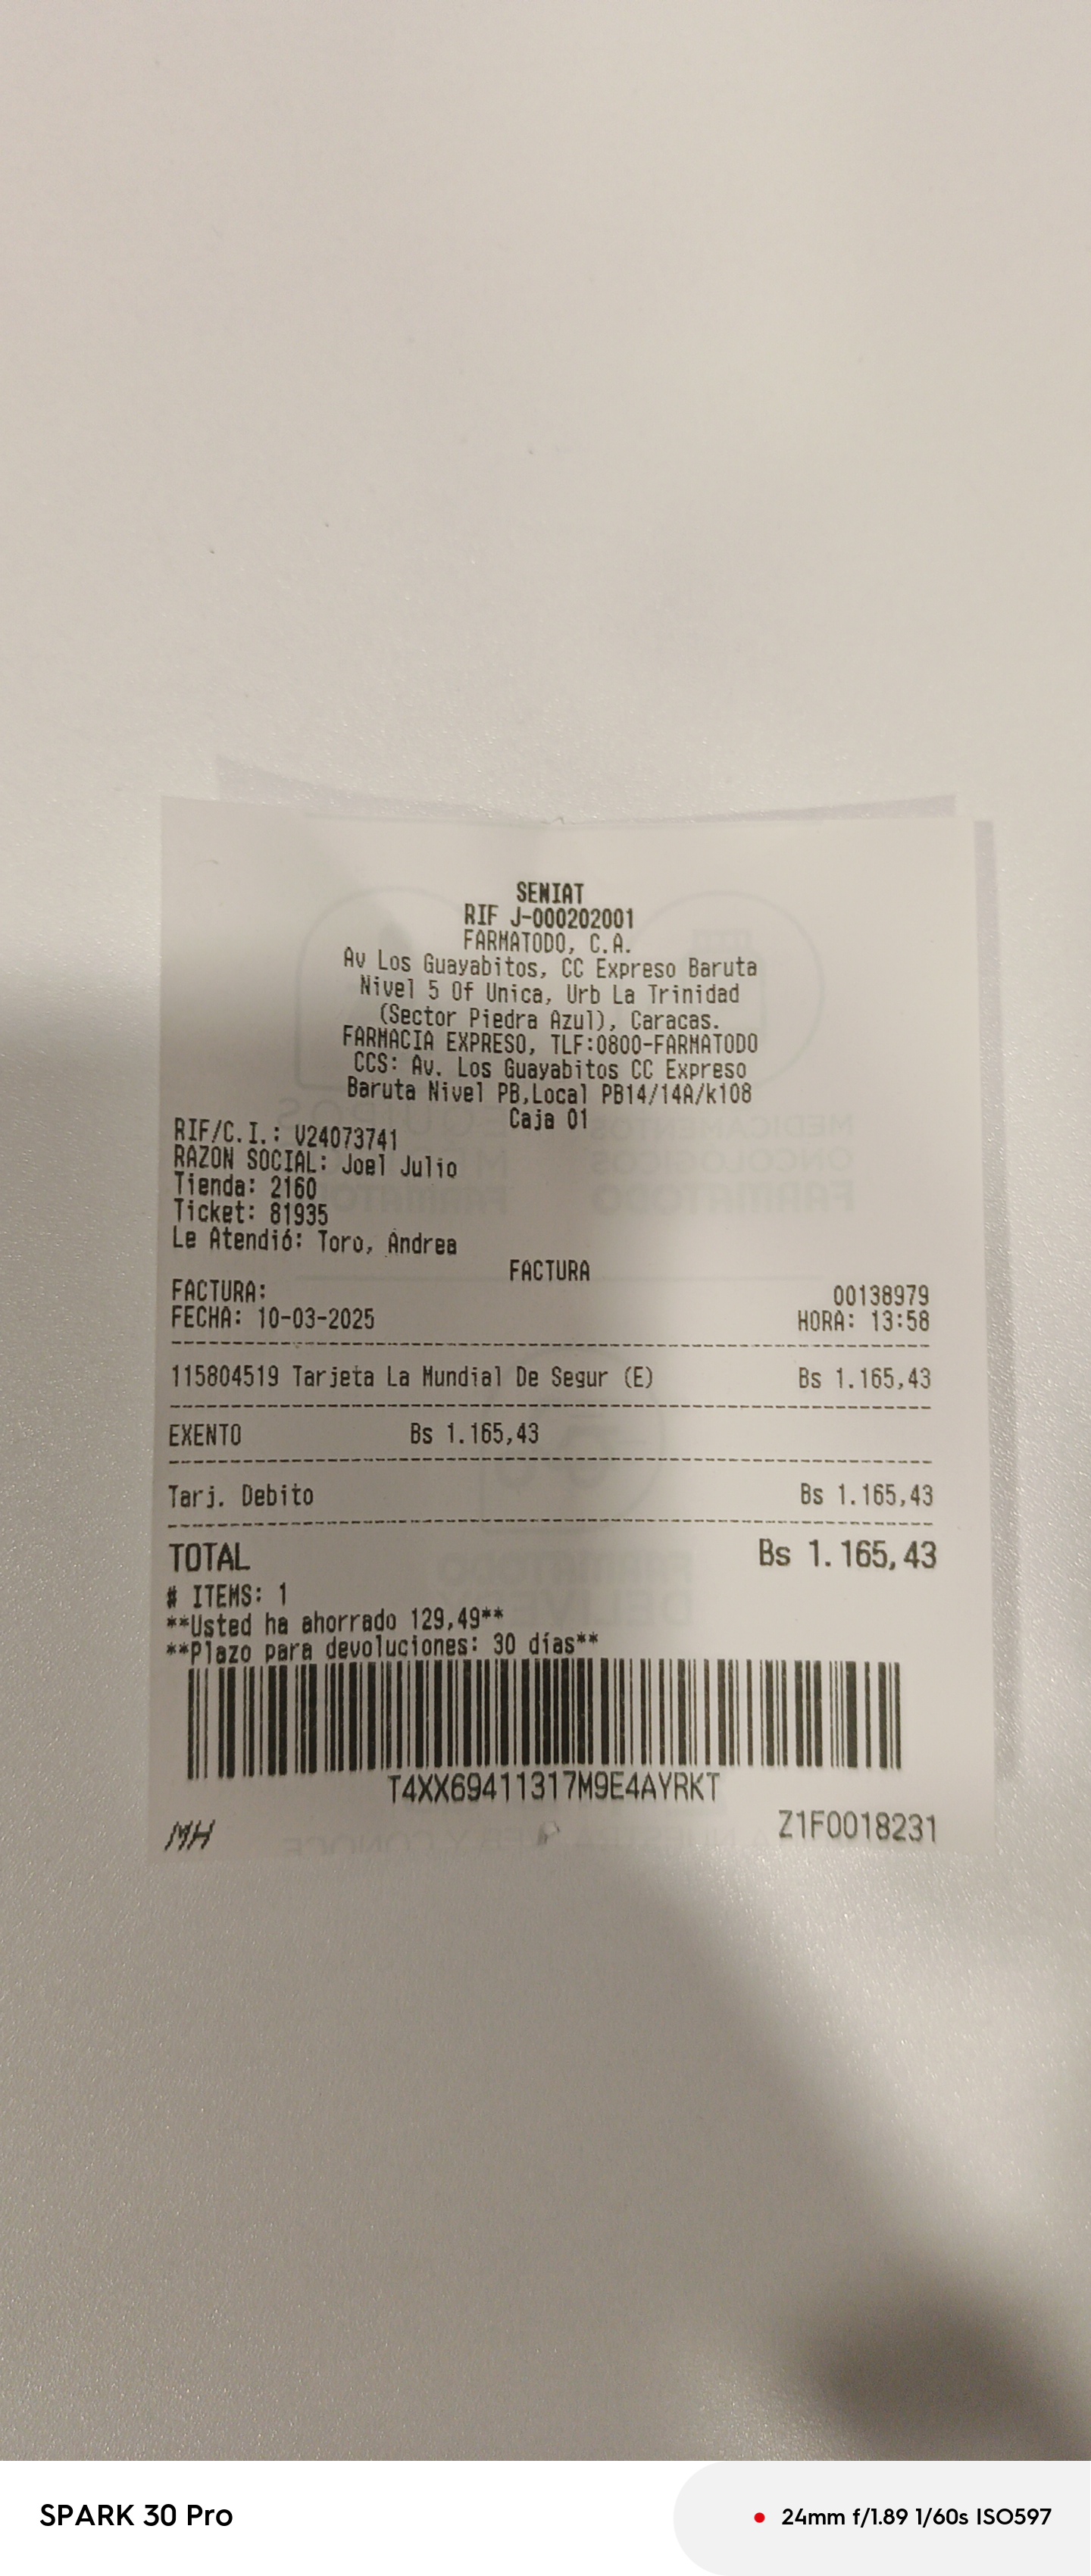 SENIAT
RIF J-000202001
FARMATODO, C.A.
Av Los Guayabitos, CC Expreso Baruta
Nivel 5 Of Unica, Urb La Trinidad
(Sector Piedra Azul), Caracas.
FARMACIA EXPRESO, TLF:0800-FARMATODO
CCS: Av. Los Guayabitos CC Expreso
Baruta Nivel PB,Local PB14/14A/k108
Caja 01
RIF/C.I.: V24073741
RAZON SOCIAL: Joel Julio
Tienda: 2160
Ticket: 81935
Le Atendió: Toro, Andrea
FACTURA
FACTURA: 00138979
FECHA: 10-03-2025 HORA: 13:58
115804519 Tarjeta La Mundial De Segur (E) Bs 1.165,43
EXENTO Bs 1.165,43
Tarj. Debito Bs 1.165,43
TOTAL Bs 1.165,43
# ITEMS: 1
**Usted ha ahorrado 129,49**
**Plazo para devoluciones: 30 días**
T4XX69411317M9E4AYRKT
MH Z1F0018231
SPARK 30 Pro 24mm f/1.89 1/60s ISO597